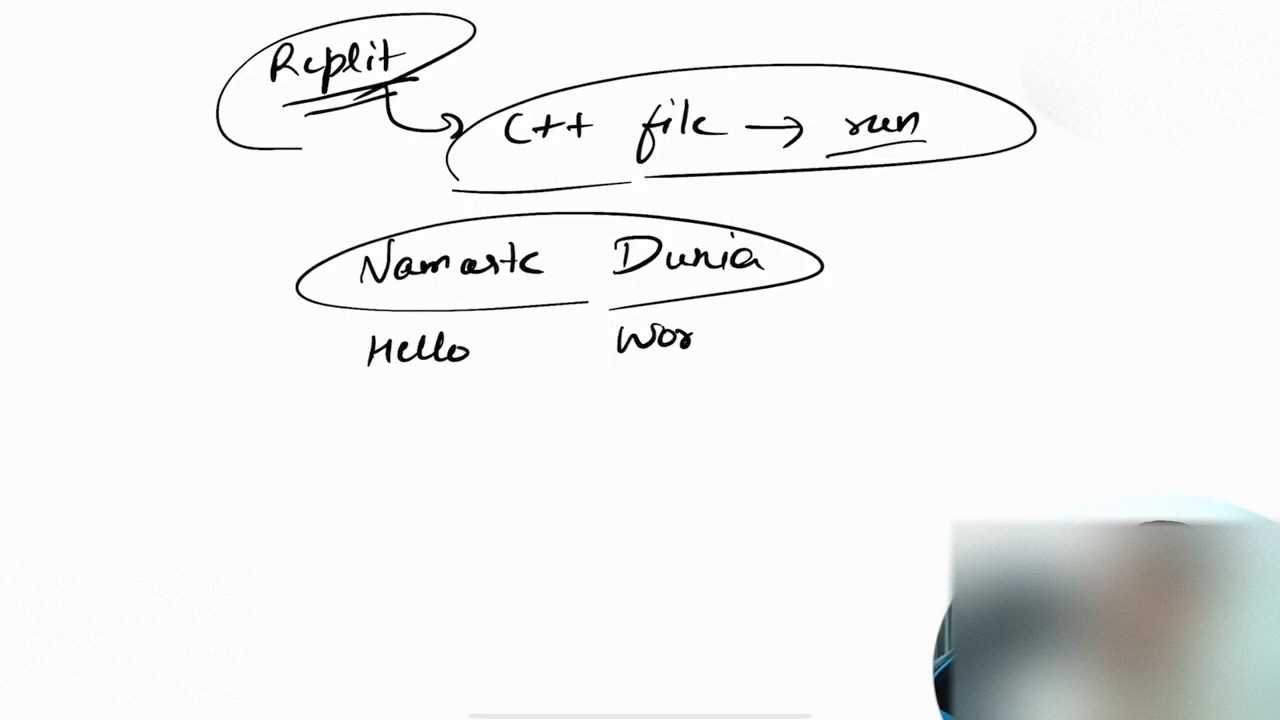 Replit
C++ file → run
Namaste Dunia
Hello Wor